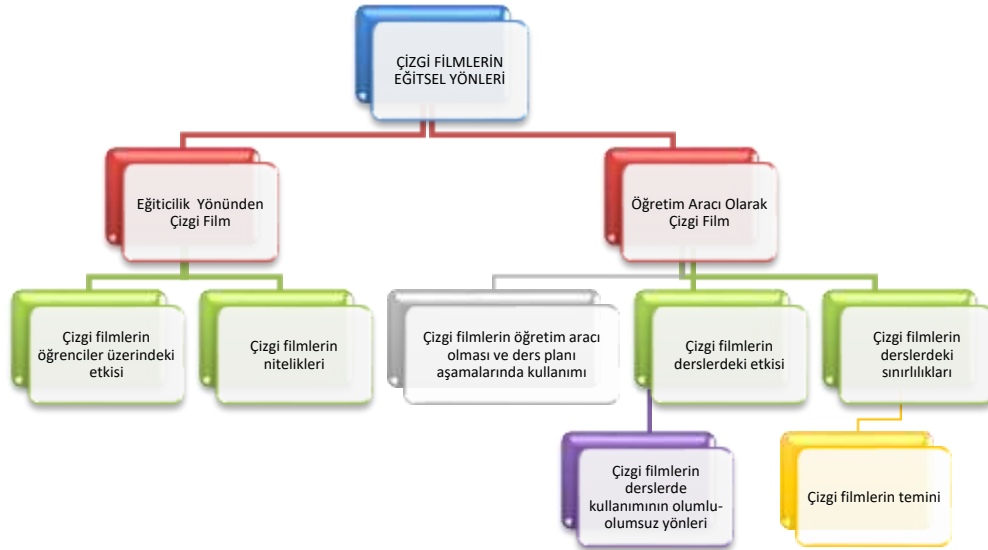 ÇİZGİ FİLMLERİN
EĞİTSEL YÖNLERİ
Eğiticilik Yönünden
Çizgi Film
Öğretim Aracı Olarak
Çizgi Film
Çizgi filmlerin
öğrenciler üzerindeki
etkisi
Çizgi filmlerin
nitelikleri
Çizgi filmlerin öğretim aracı
olması ve ders planı
aşamalarında kullanımı
Çizgi filmlerin
derslerdeki etkisi
Çizgi filmlerin
derslerdeki
sınırlılıkları
Çizgi filmlerin
derslerde
kullanımının olumlu-
olumsuz yönleri
Çizgi filmlerin temini